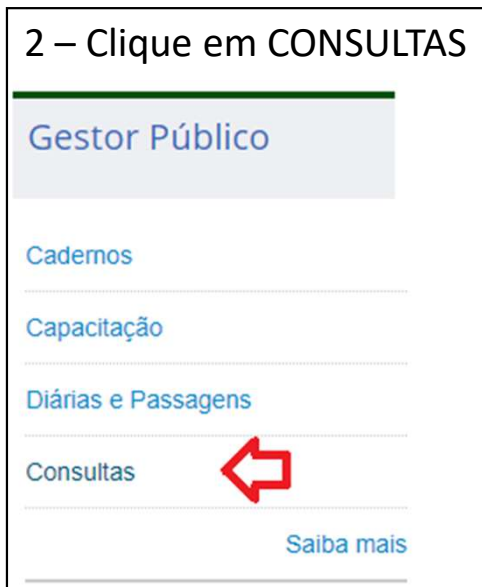 2 – Clique em CONSULTAS
Gestor Público
Cadernos
Capacitação
Diárias e Passagens
Consultas
Saiba mais